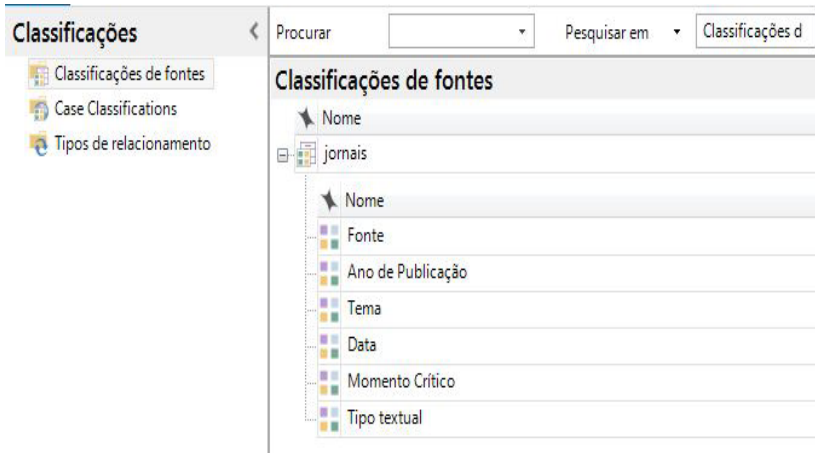 Classificações
Classificações de fontes
Case Classifications
Tipos de relacionamento
Procurar
Pesquisar em
Classificações d
Classificações de fontes
Nome
jornais
Nome
Fonte
Ano de Publicação
Tema
Data
Momento Crítico
Tipo textual